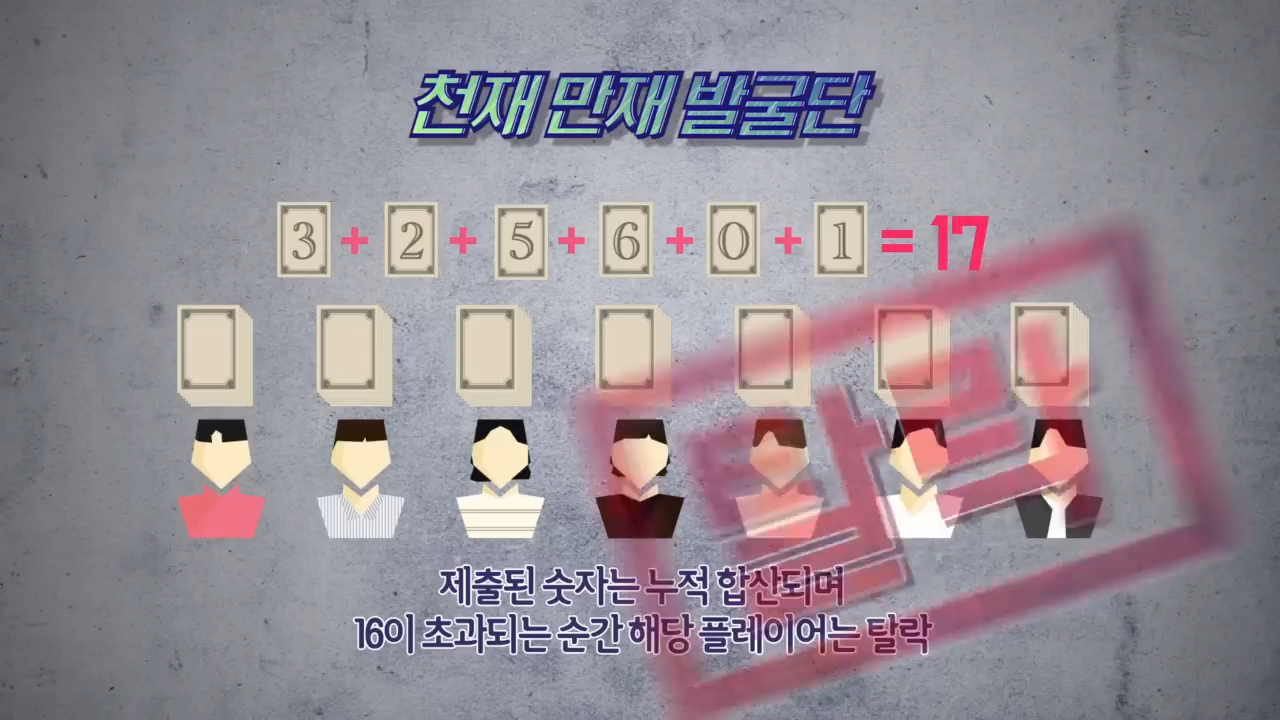 천재 만재 발굴단
3 + 2 + 5 + 6 + 0 + 1 = 17
탈락
제출된 숫자는 누적 합산되며
16이 초과되는 순간 해당 플레이어는 탈락